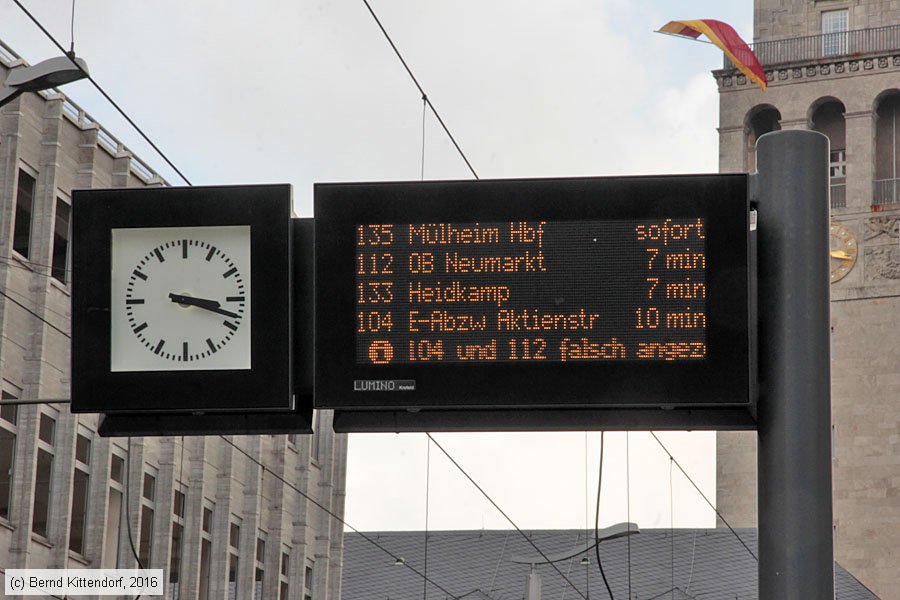 135 Mülheim Hbf sofort
112 OB Neumarkt 7 min
133 Heidkamp 7 min
104 E-Abzw Aktienstr 10 min
104 und 112 falsch angez
LUMINO Krefeld
(c) Bernd Kittendorf, 2016